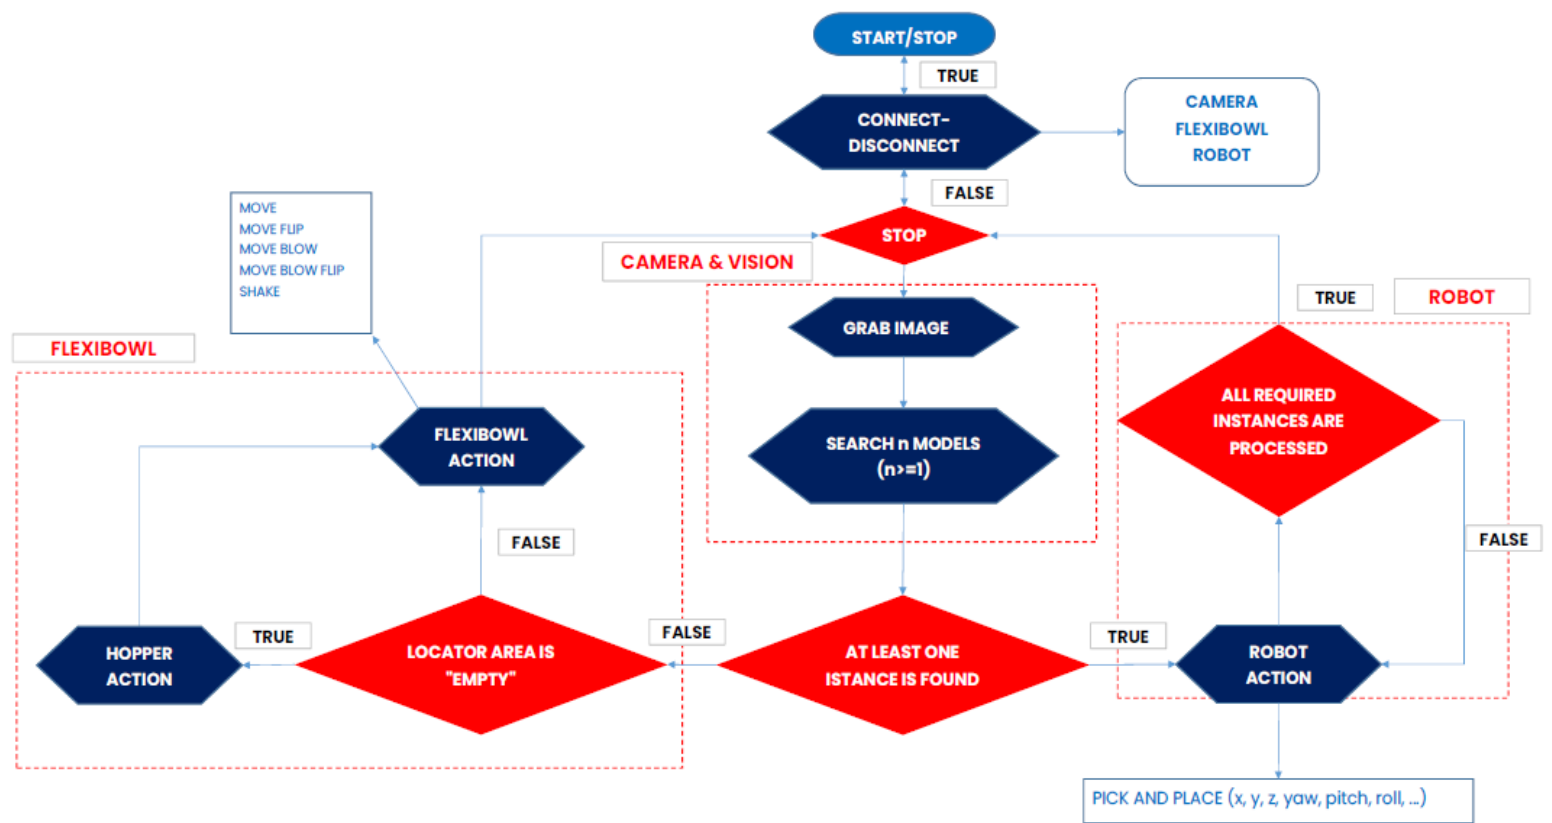 START/STOP
TRUE
CONNECT-
DISCONNECT
CAMERA
FLEXIBOWL
ROBOT
FALSE
MOVE
MOVE FLIP
MOVE BLOW
MOVE BLOW FLIP
SHAKE
STOP
CAMERA & VISION
TRUE
ROBOT
GRAB IMAGE
FLEXIBOWL
ALL REQUIRED
INSTANCES ARE
PROCESSED
FLEXIBOWL
ACTION
SEARCH n MODELS
(n>=1)
FALSE
FALSE
TRUE
FALSE
TRUE
HOPPER
ACTION
LOCATOR AREA IS
"EMPTY"
AT LEAST ONE
ISTANCE IS FOUND
ROBOT
ACTION
PICK AND PLACE (x, y, z, yaw, pitch, roll, ...)